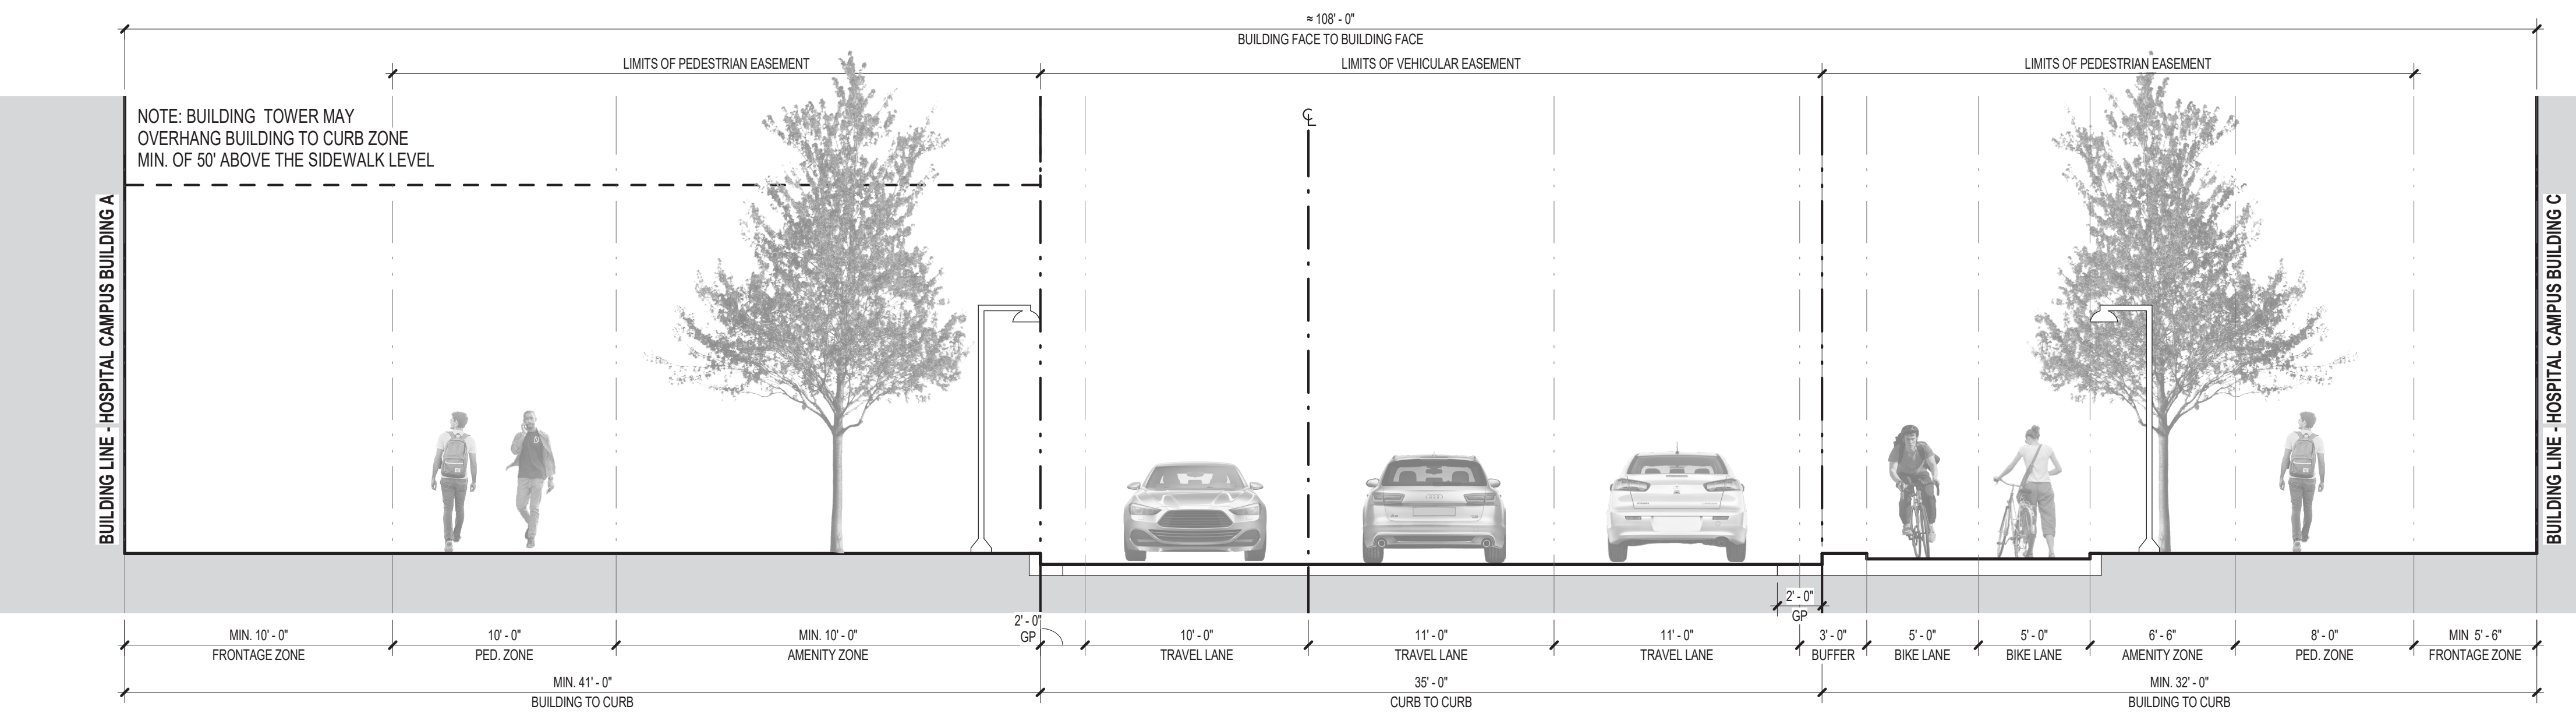 ≈ 108' - 0"
BUILDING FACE TO BUILDING FACE
LIMITS OF PEDESTRIAN EASEMENT
LIMITS OF VEHICULAR EASEMENT
LIMITS OF PEDESTRIAN EASEMENT
NOTE: BUILDING TOWER MAY
OVERHANG BUILDING TO CURB ZONE
MIN. OF 50' ABOVE THE SIDEWALK LEVEL
℄
BUILDING LINE - HOSPITAL CAMPUS BUILDING A
BUILDING LINE - HOSPITAL CAMPUS BUILDING C
2' - 0"
GP
2' - 0"
GP
MIN. 10' - 0"
FRONTAGE ZONE
10' - 0"
PED. ZONE
MIN. 10' - 0"
AMENITY ZONE
10' - 0"
TRAVEL LANE
11' - 0"
TRAVEL LANE
11' - 0"
TRAVEL LANE
3' - 0"
BUFFER
5' - 0"
BIKE LANE
5' - 0"
BIKE LANE
6' - 6"
AMENITY ZONE
8' - 0"
PED. ZONE
MIN 5' - 6"
FRONTAGE ZONE
MIN. 41' - 0"
BUILDING TO CURB
35' - 0"
CURB TO CURB
MIN. 32' - 0"
BUILDING TO CURB